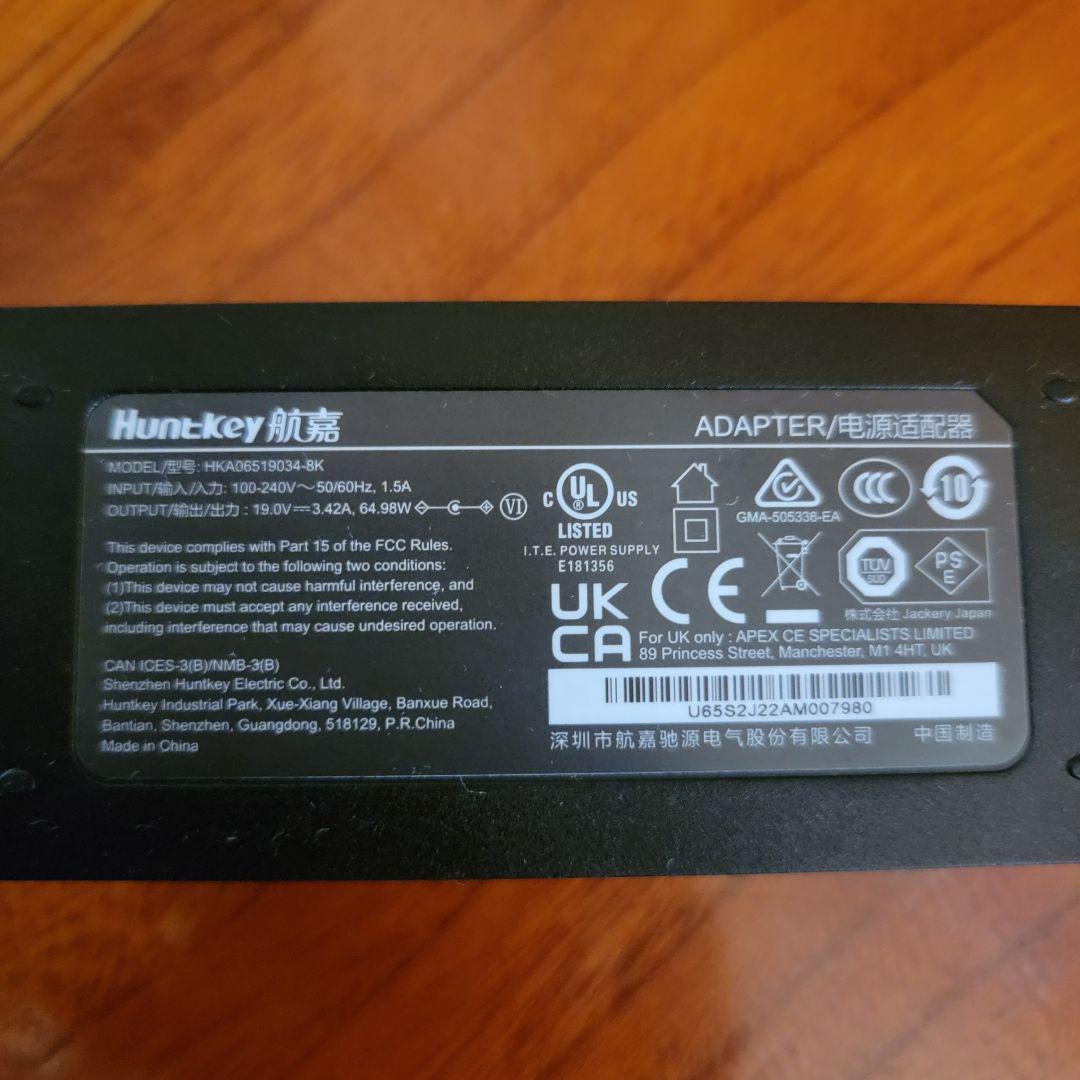 Huntkey 航嘉
ADAPTER/电源适配器
MODEL/型号: HKA06519034-8K
INPUT/输入/入力: 100-240V～50/60Hz, 1.5A
OUTPUT/输出/出力 : 19.0V⎓3.42A, 64.98W
VI
This device complies with Part 15 of the FCC Rules.
Operation is subject to the following two conditions:
(1)This device may not cause harmful interference, and
(2)This device must accept any interference received,
including interference that may cause undesired operation.
CAN ICES-3(B)/NMB-3(B)
Shenzhen Huntkey Electric Co., Ltd.
Huntkey Industrial Park, Xue-Xiang Village, Banxue Road,
Bantian, Shenzhen, Guangdong, 518129, P.R.China
Made in China
C UL US
®
LISTED
I.T.E. POWER SUPPLY
E181356
GMA-505336-EA
CCC
10
UK
CA
CE
TUV
SUD
PS
E
株式会社 Jackery Japan
For UK only : APEX CE SPECIALISTS LIMITED
89 Princess Street, Manchester, M1 4HT, UK
U65S2J22AM007980
深圳市航嘉驰源电气股份有限公司
中国制造